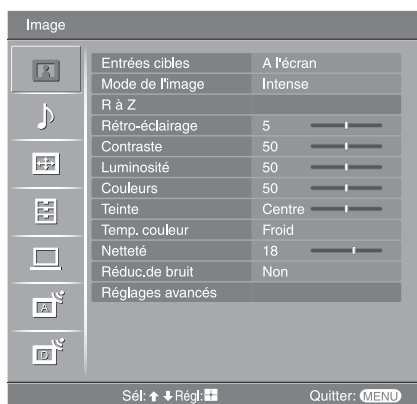 Image
Entrées cibles A l'écran
Mode de l'image Intense
R à Z
Rétro-éclairage 5
Contraste 50
Luminosité 50
Couleurs 50
Teinte Centre
Temp. couleur Froid
Netteté 18
Réduc.de bruit Non
Réglages avancés
A
D
Sél: ↑ ↓ Régl: Quitter: MENU